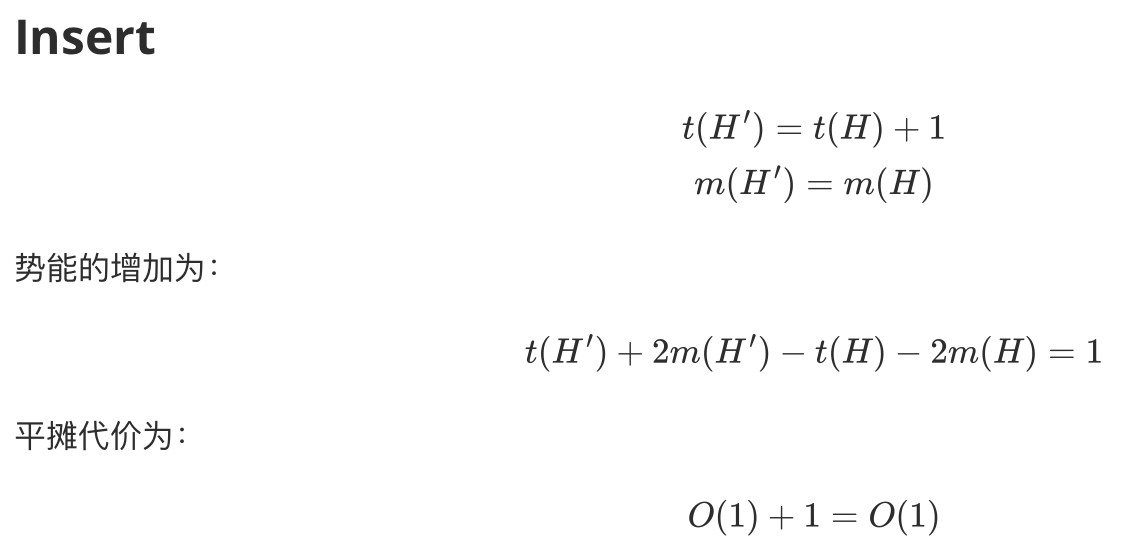 Insert
t(H′) = t(H) + 1
m(H′) = m(H)
势能的增加为：
t(H′) + 2m(H′) − t(H) − 2m(H) = 1
平摊代价为：
O(1) + 1 = O(1)